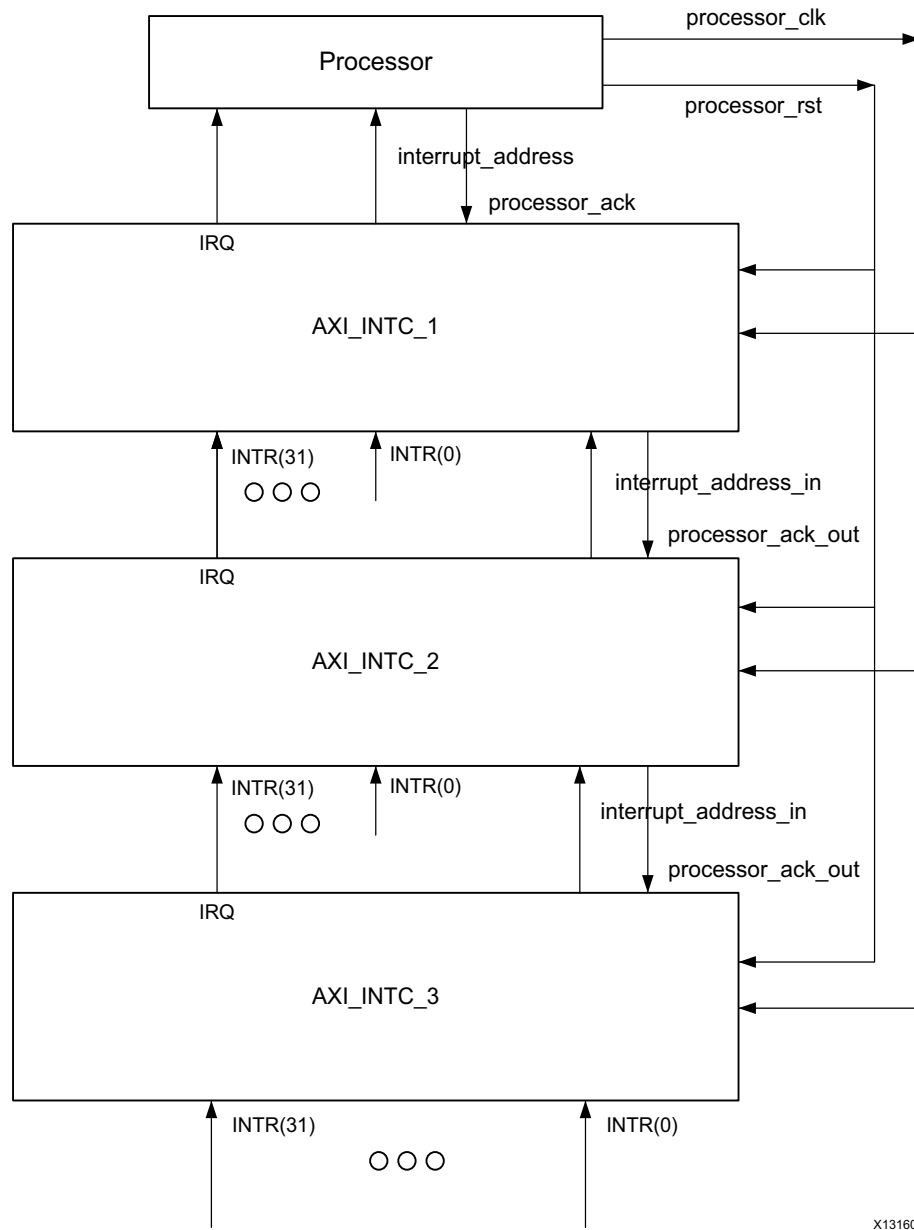 processor_clk
Processor
processor_rst
interrupt_address
processor_ack
IRQ
AXI_INTC_1
INTR(31)
INTR(0)
interrupt_address_in
processor_ack_out
IRQ
AXI_INTC_2
INTR(31)
INTR(0)
interrupt_address_in
processor_ack_out
IRQ
AXI_INTC_3
INTR(31)
INTR(0)
X13160